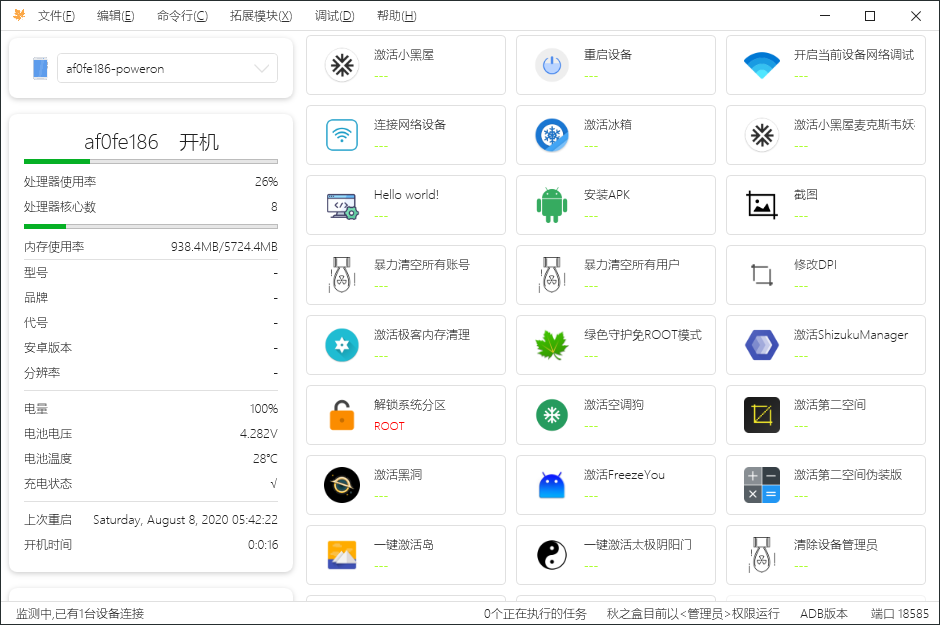 文件(F) 编辑(E) 命令行(C) 拓展模块(X) 调试(D) 帮助(H)
af0fe186-poweron
af0fe186 开机
处理器使用率 26%
处理器核心数 8
内存使用率 938.4MB/5724.4MB
型号 -
品牌 -
代号 -
安卓版本 -
分辨率 -
电量 100%
电池电压 4.282V
电池温度 28°C
充电状态 √
上次重启 Saturday, August 8, 2020 05:42:22
开机时间 0:0:16
激活小黑屋
---
重启设备
---
开启当前设备网络调试
---
连接网络设备
---
激活冰箱
---
激活小黑屋麦克斯韦妖
---
Hello world!
---
安装APK
---
截图
---
暴力清空所有账号
---
暴力清空所有用户
---
修改DPI
---
激活极客内存清理
---
绿色守护免ROOT模式
---
激活ShizukuManager
---
解锁系统分区
ROOT
激活空调狗
---
激活第二空间
---
激活黑洞
---
激活FreezeYou
---
激活第二空间伪装版
---
一键激活岛
---
一键激活太极阴阳门
---
清除设备管理员
---
监测中,已有1台设备连接 0个正在执行的任务 秋之盒目前以<管理员>权限运行 ADB版本 端口 18585